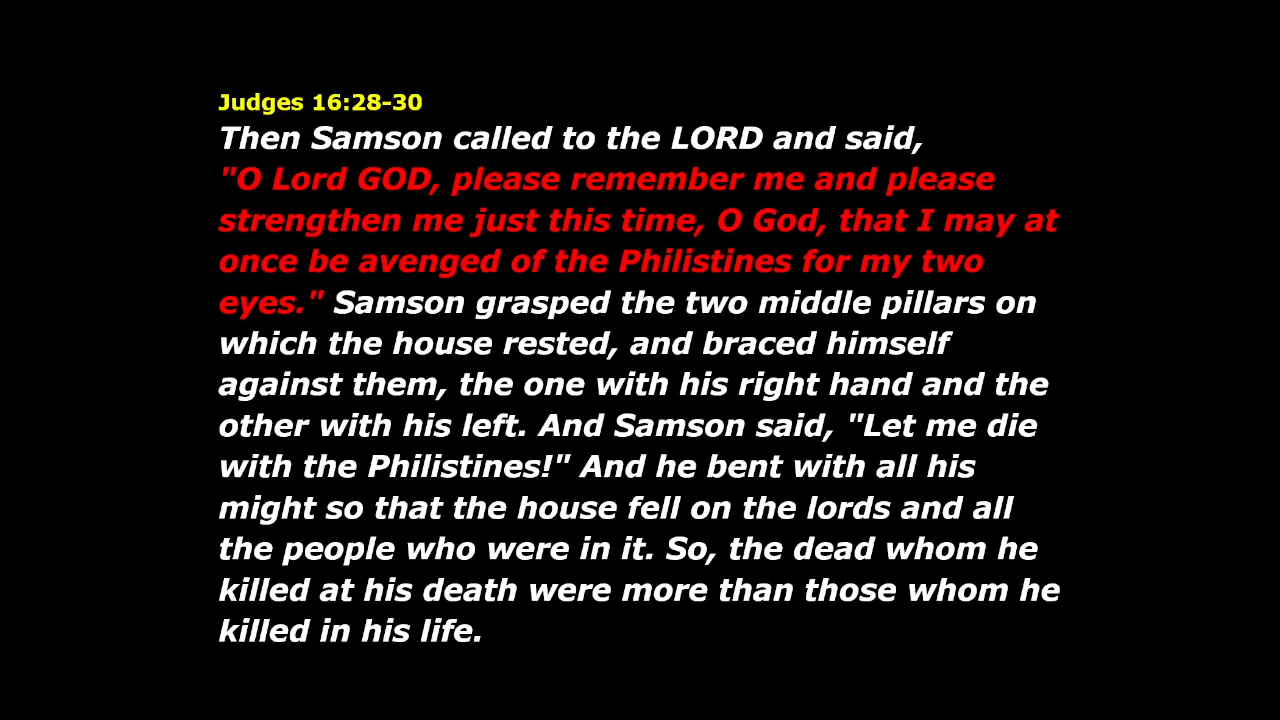 Judges 16:28-30
Then Samson called to the LORD and said,
"O Lord GOD, please remember me and please
strengthen me just this time, O God, that I may at
once be avenged of the Philistines for my two
eyes." Samson grasped the two middle pillars on
which the house rested, and braced himself
against them, the one with his right hand and the
other with his left. And Samson said, "Let me die
with the Philistines!" And he bent with all his
might so that the house fell on the lords and all
the people who were in it. So, the dead whom he
killed at his death were more than those whom he
killed in his life.